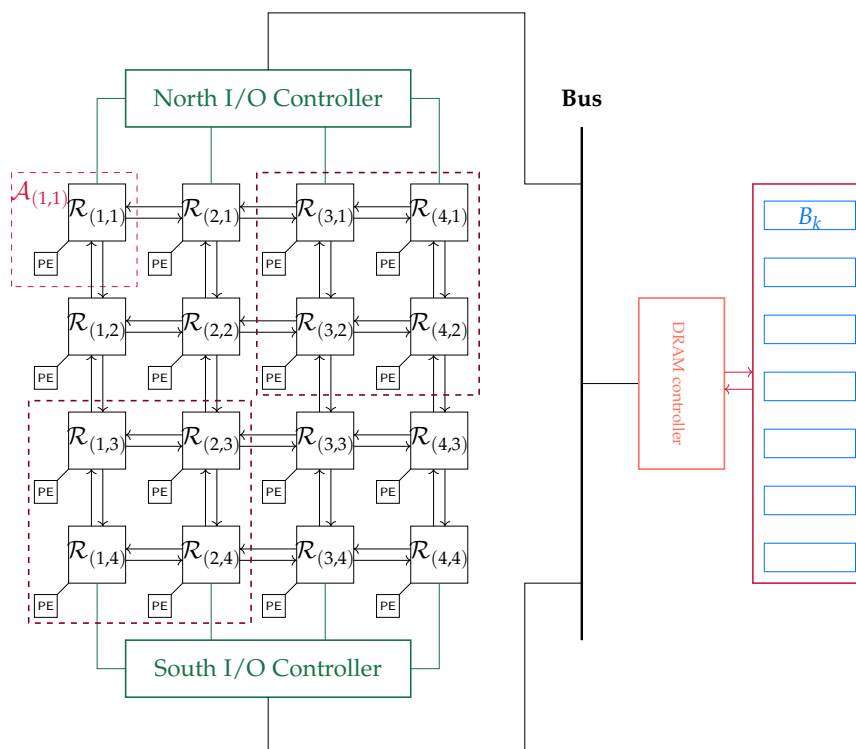 North I/O Controller
Bus
𝒜(1,1)
ℛ(1,1) ℛ(2,1) ℛ(3,1) ℛ(4,1)
B_k
PE PE PE PE
ℛ(1,2) ℛ(2,2) ℛ(3,2) ℛ(4,2)
PE PE PE PE
DRAM controller
ℛ(1,3) ℛ(2,3) ℛ(3,3) ℛ(4,3)
PE PE PE PE
ℛ(1,4) ℛ(2,4) ℛ(3,4) ℛ(4,4)
PE PE PE PE
South I/O Controller